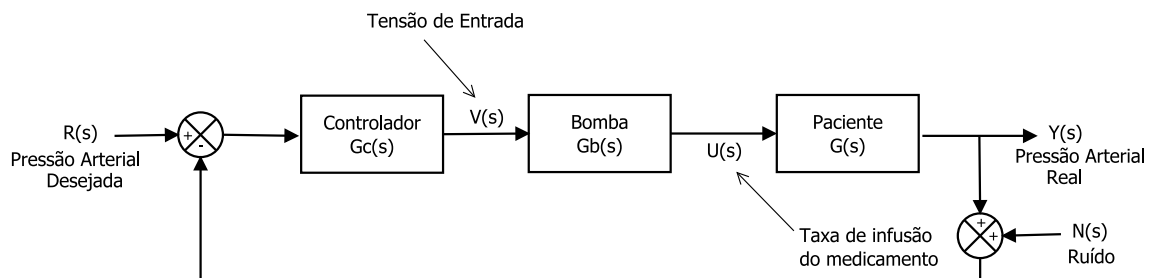 Tensão de Entrada
R(s)
Pressão Arterial
Desejada
+
-
Controlador
Gc(s)
V(s)
Bomba
Gb(s)
U(s)
Taxa de infusão
do medicamento
Paciente
G(s)
Y(s)
Pressão Arterial
Real
+
+
N(s)
Ruído